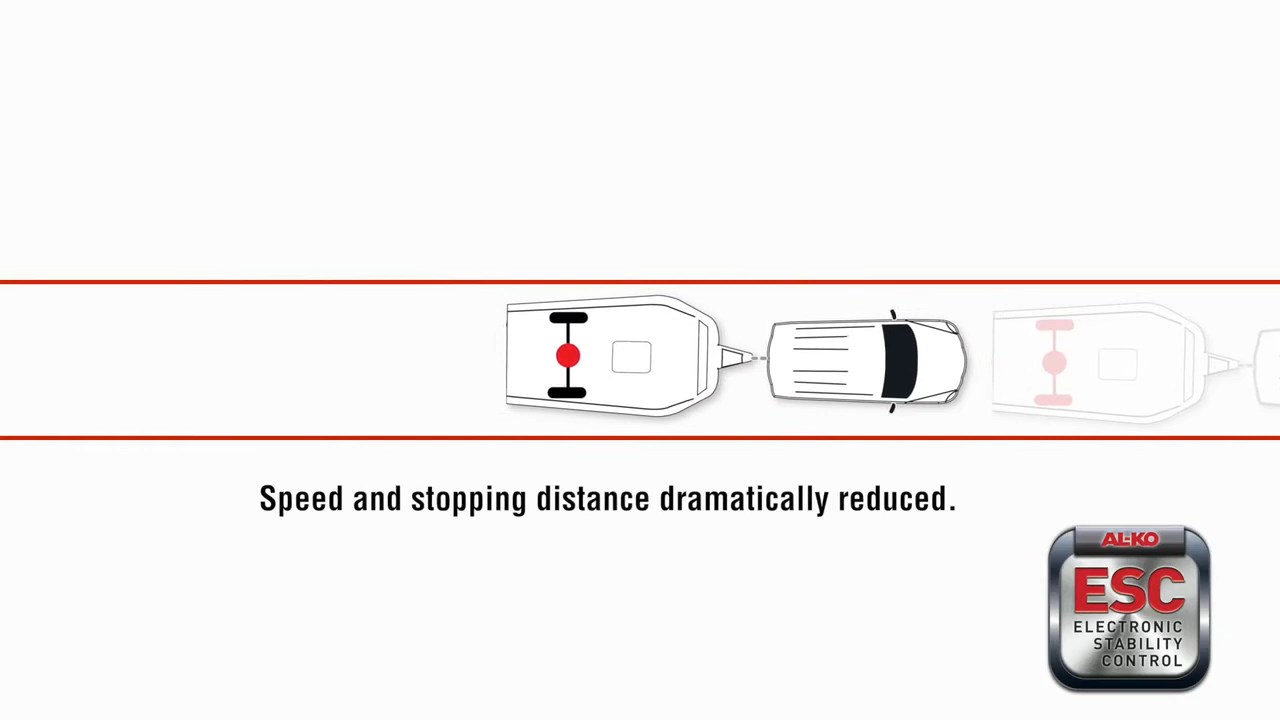 Speed and stopping distance dramatically reduced.
AL-KO
ESC
ELECTRONIC
STABILITY
CONTROL